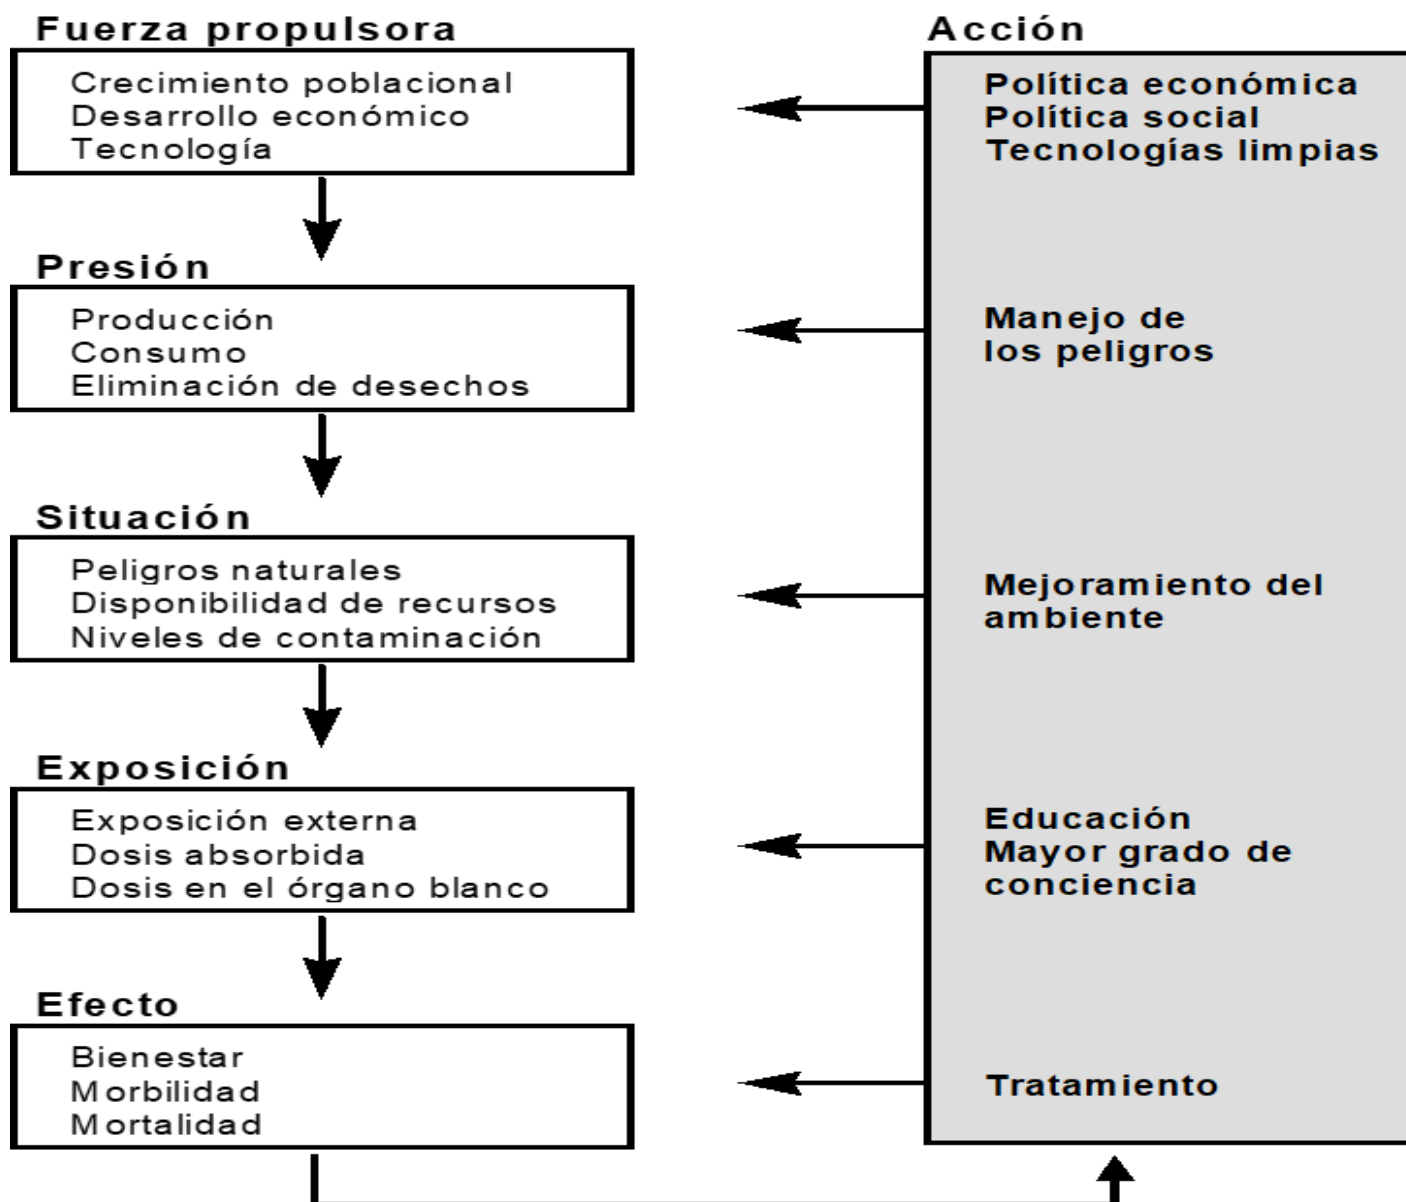 Fuerza propulsora
Crecimiento poblacional
Desarrollo económico
Tecnología
Presión
Producción
Consumo
Eliminación de desechos
Situación
Peligros naturales
Disponibilidad de recursos
Niveles de contaminación
Exposición
Exposición externa
Dosis absorbida
Dosis en el órgano blanco
Efecto
Bienestar
Morbilidad
Mortalidad
Acción
Política económica
Política social
Tecnologías limpias
Manejo de
los peligros
Mejoramiento del
ambiente
Educación
Mayor grado de
conciencia
Tratamiento